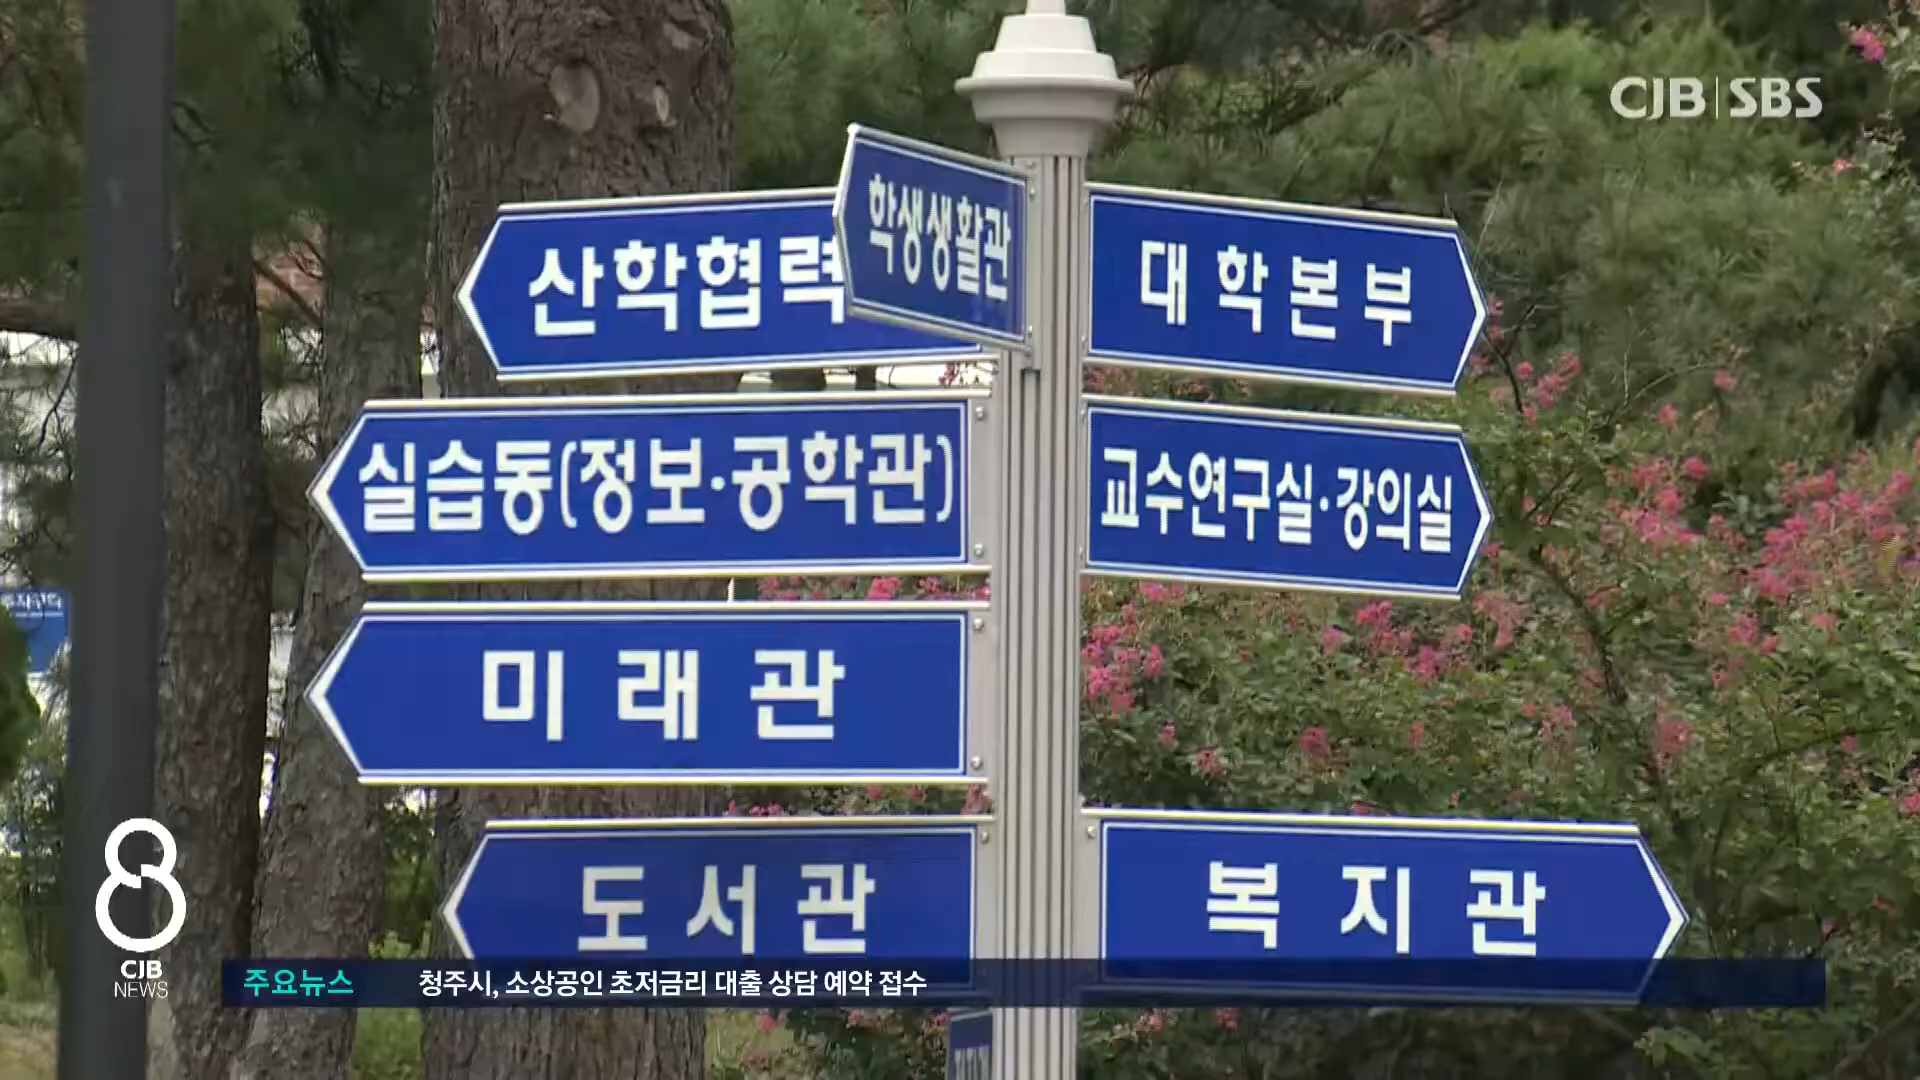 CJB SBS
학생생활관
산학협력
대학본부
실습동(정보·공학관)
교수연구실·강의실
미래관
도서관
복지관
8
CJB
NEWS
주요뉴스 청주시, 소상공인 초저금리 대출 상담 예약 접수